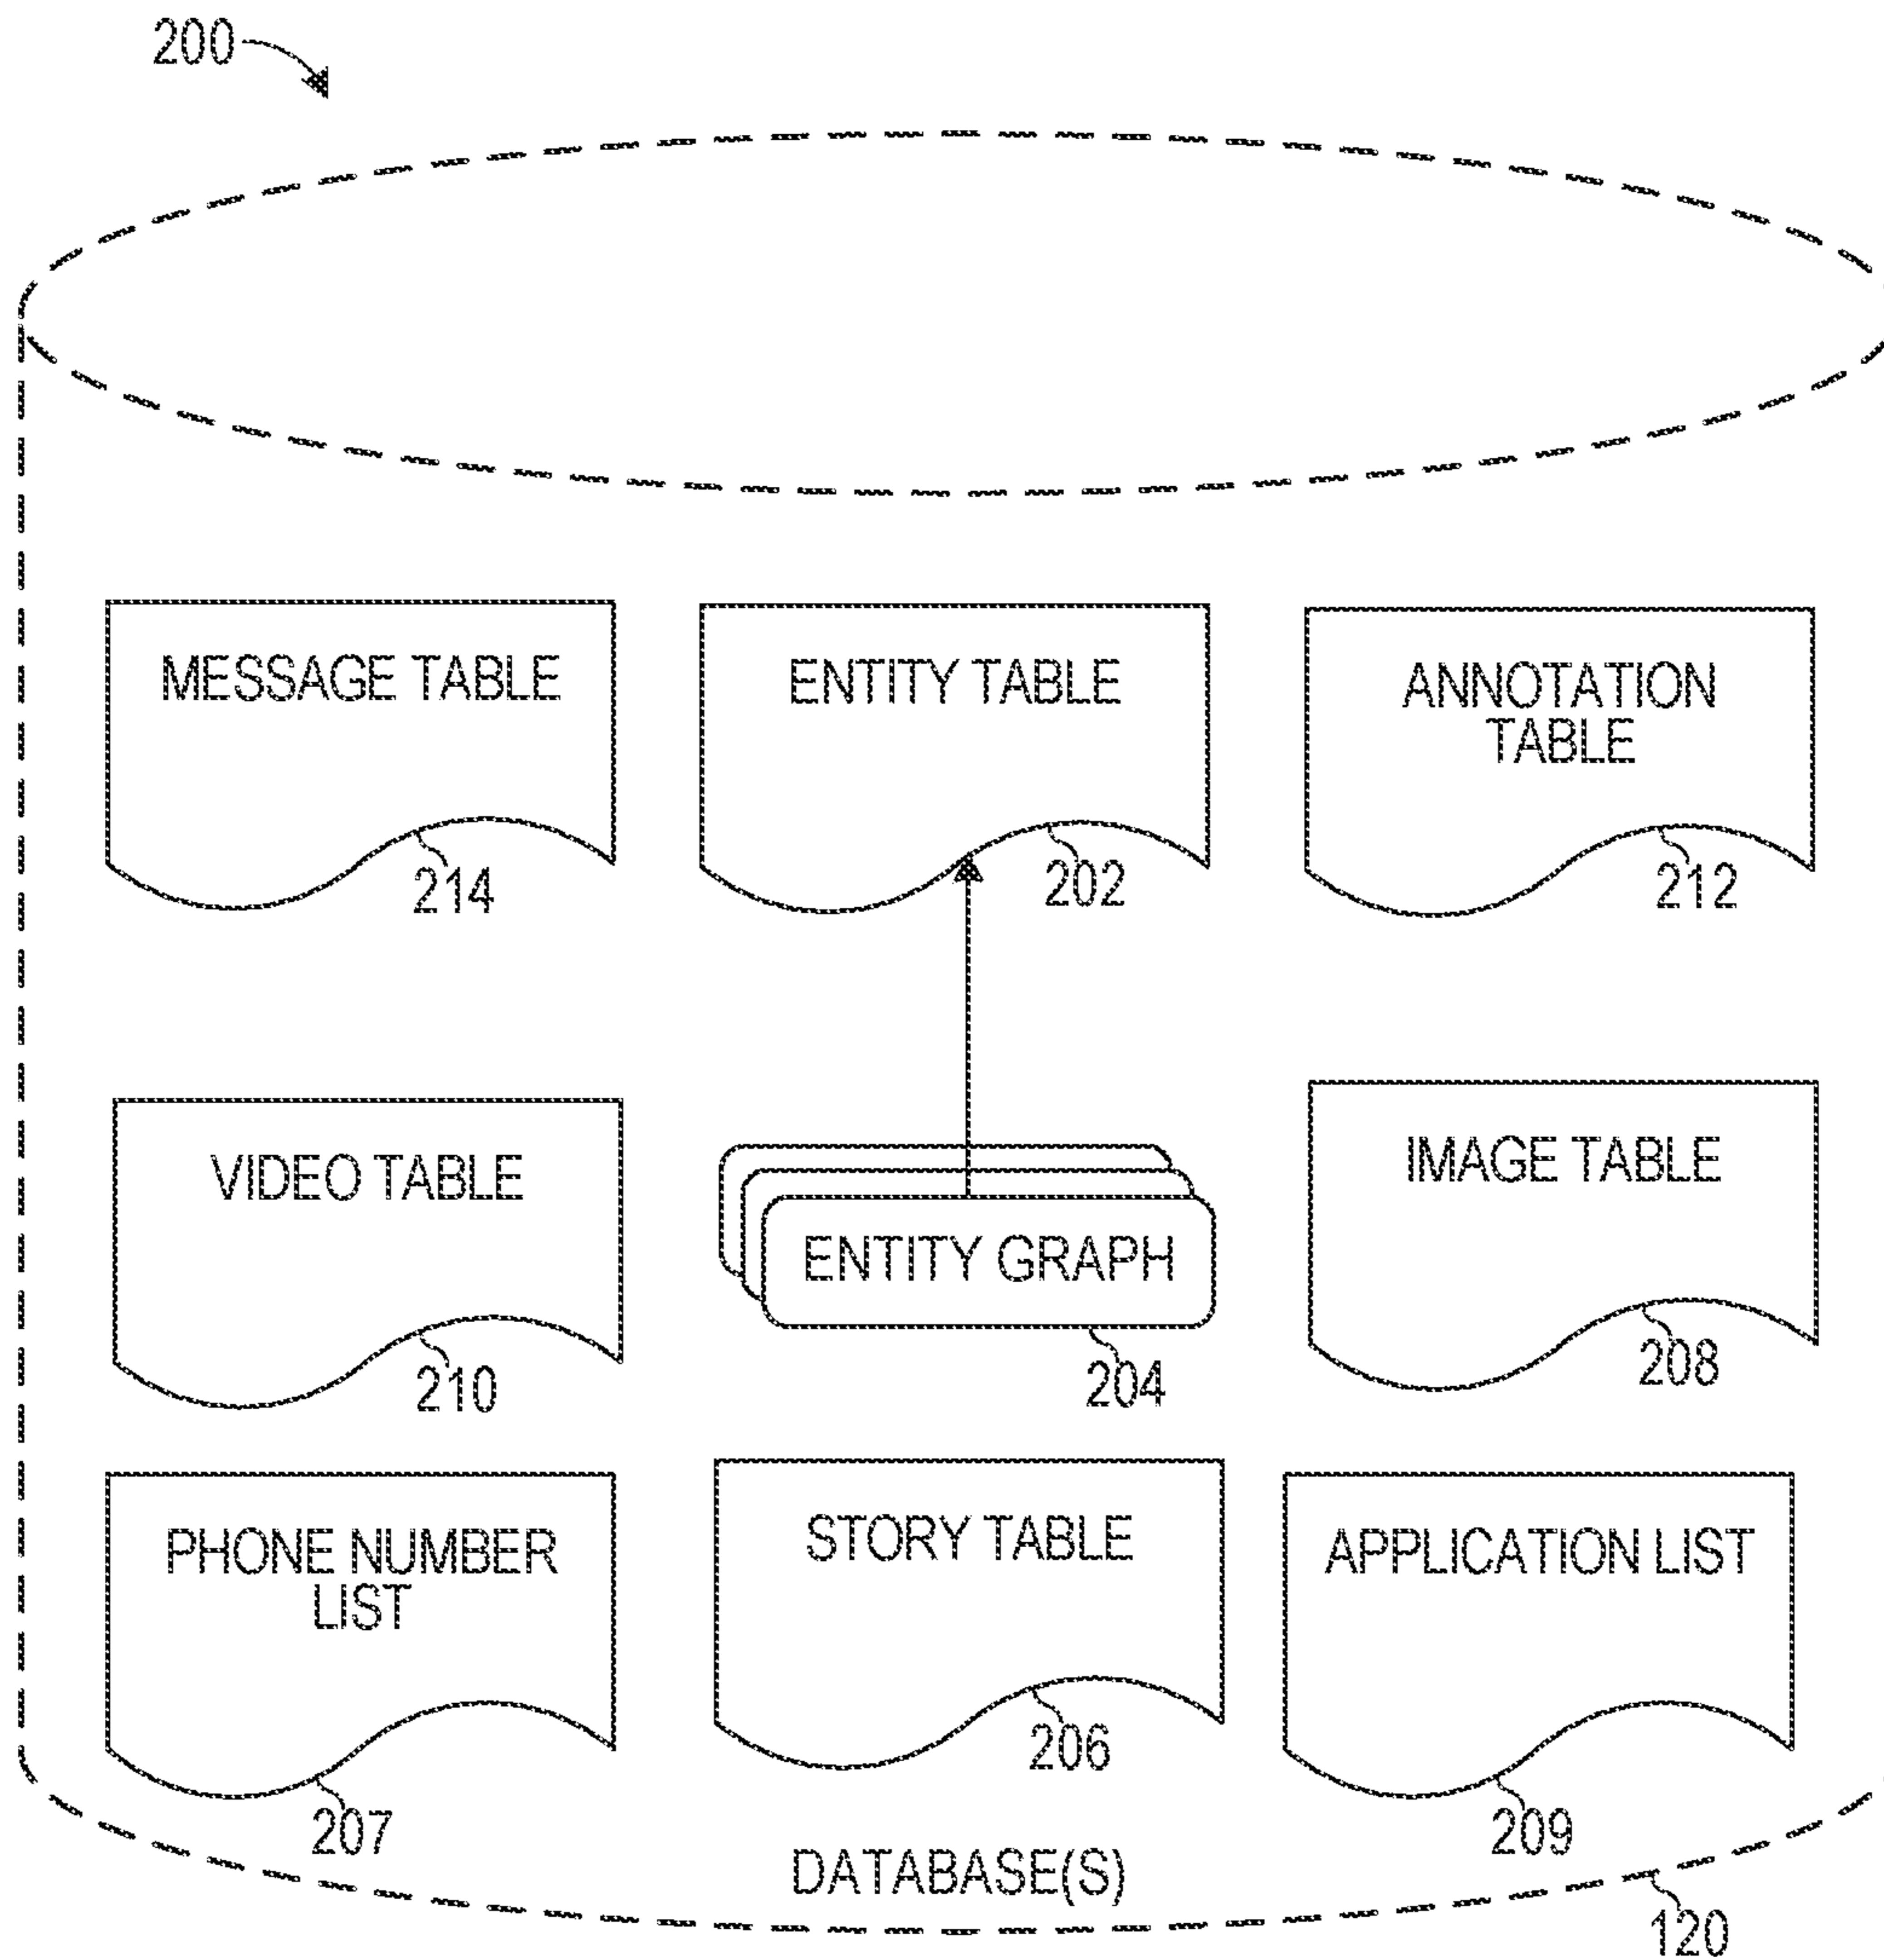 200
MESSAGE TABLE
214
ENTITY TABLE
202
ANNOTATION
TABLE
212
VIDEO TABLE
210
ENTITY GRAPH
204
IMAGE TABLE
208
PHONE NUMBER
LIST
207
STORY TABLE
206
APPLICATION LIST
209
DATABASE(S)
120